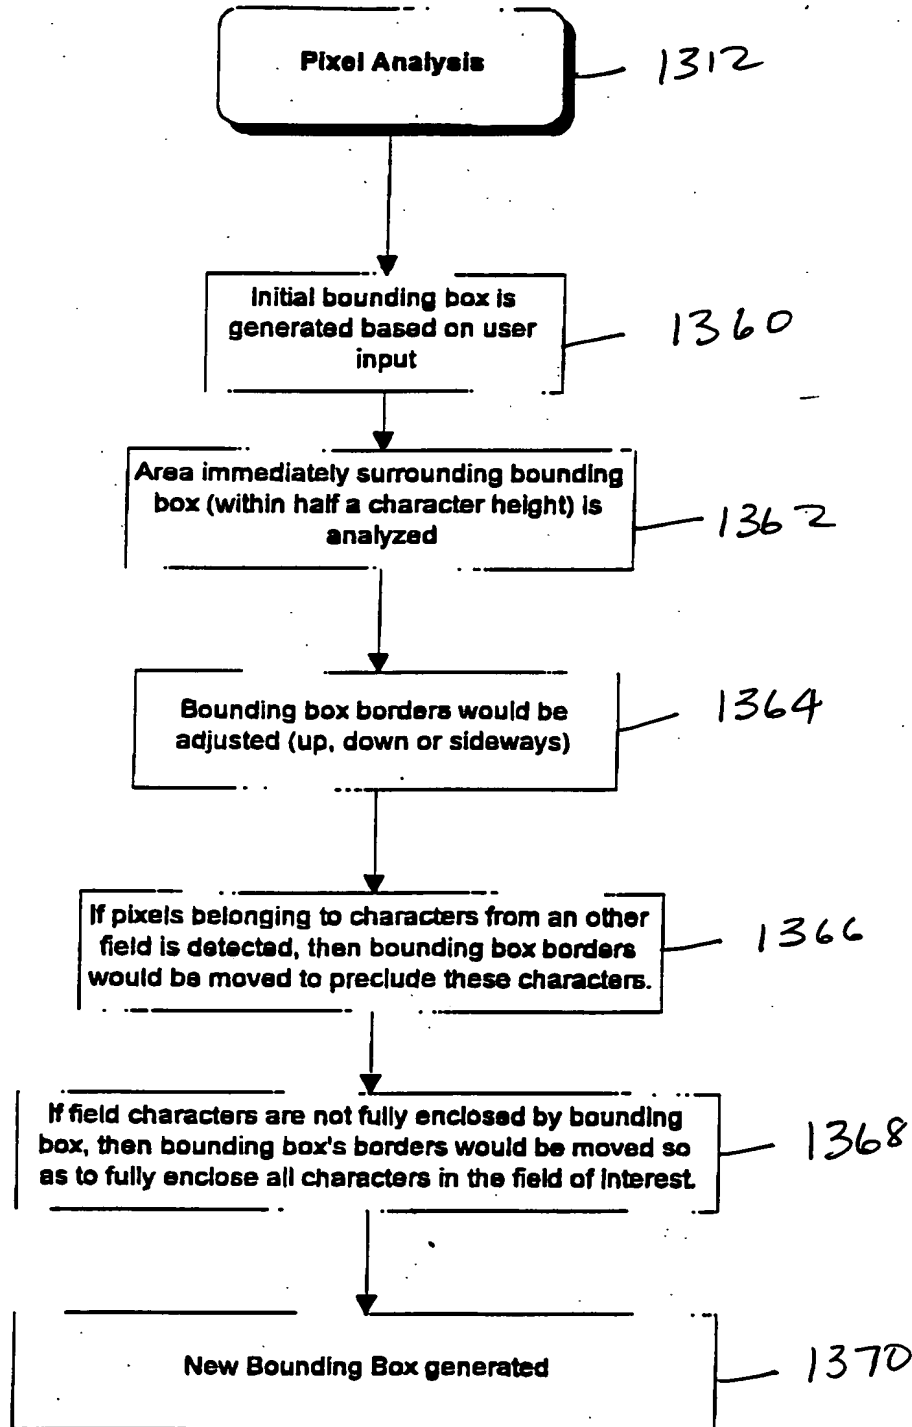 Pixel Analysis
1312
Initial bounding box is
generated based on user
input
1360
Area immediately surrounding bounding
box (within half a character height) is
analyzed
1362
Bounding box borders would be
adjusted (up, down or sideways)
1364
If pixels belonging to characters from an other
field is detected, then bounding box borders
would be moved to preclude these characters.
1366
If field characters are not fully enclosed by bounding
box, then bounding box's borders would be moved so
as to fully enclose all characters in the field of interest.
1368
New Bounding Box generated
1370